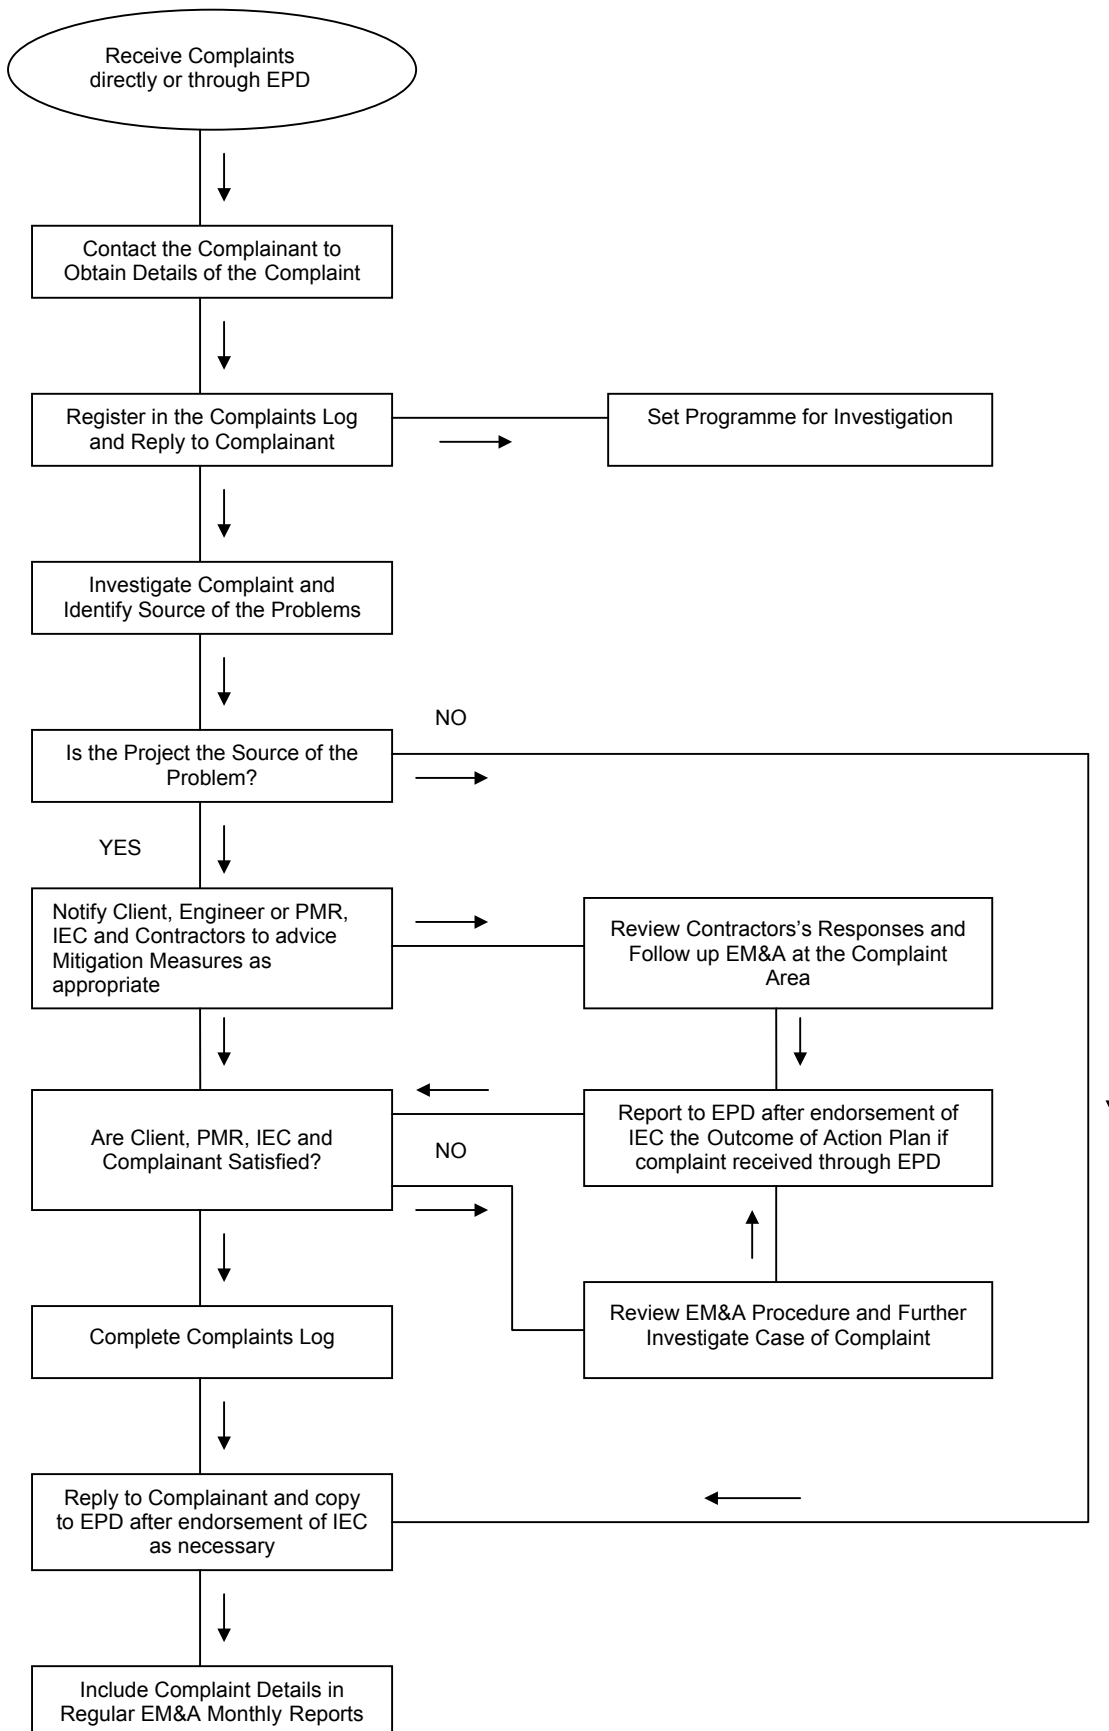 Receive Complaints
directly or through EPD
Contact the Complainant to
Obtain Details of the Complaint
Register in the Complaints Log
and Reply to Complainant
Set Programme for Investigation
Investigate Complaint and
Identify Source of the Problems
NO
Is the Project the Source of the
Problem?
YES
Notify Client, Engineer or PMR,
IEC and Contractors to advice
Mitigation Measures as
appropriate
Review Contractors's Responses and
Follow up EM&A at the Complaint
Area
Are Client, PMR, IEC and
Complainant Satisfied?
NO
Report to EPD after endorsement of
IEC the Outcome of Action Plan if
complaint received through EPD
Review EM&A Procedure and Further
Investigate Case of Complaint
Complete Complaints Log
Reply to Complainant and copy
to EPD after endorsement of IEC
as necessary
Include Complaint Details in
Regular EM&A Monthly Reports